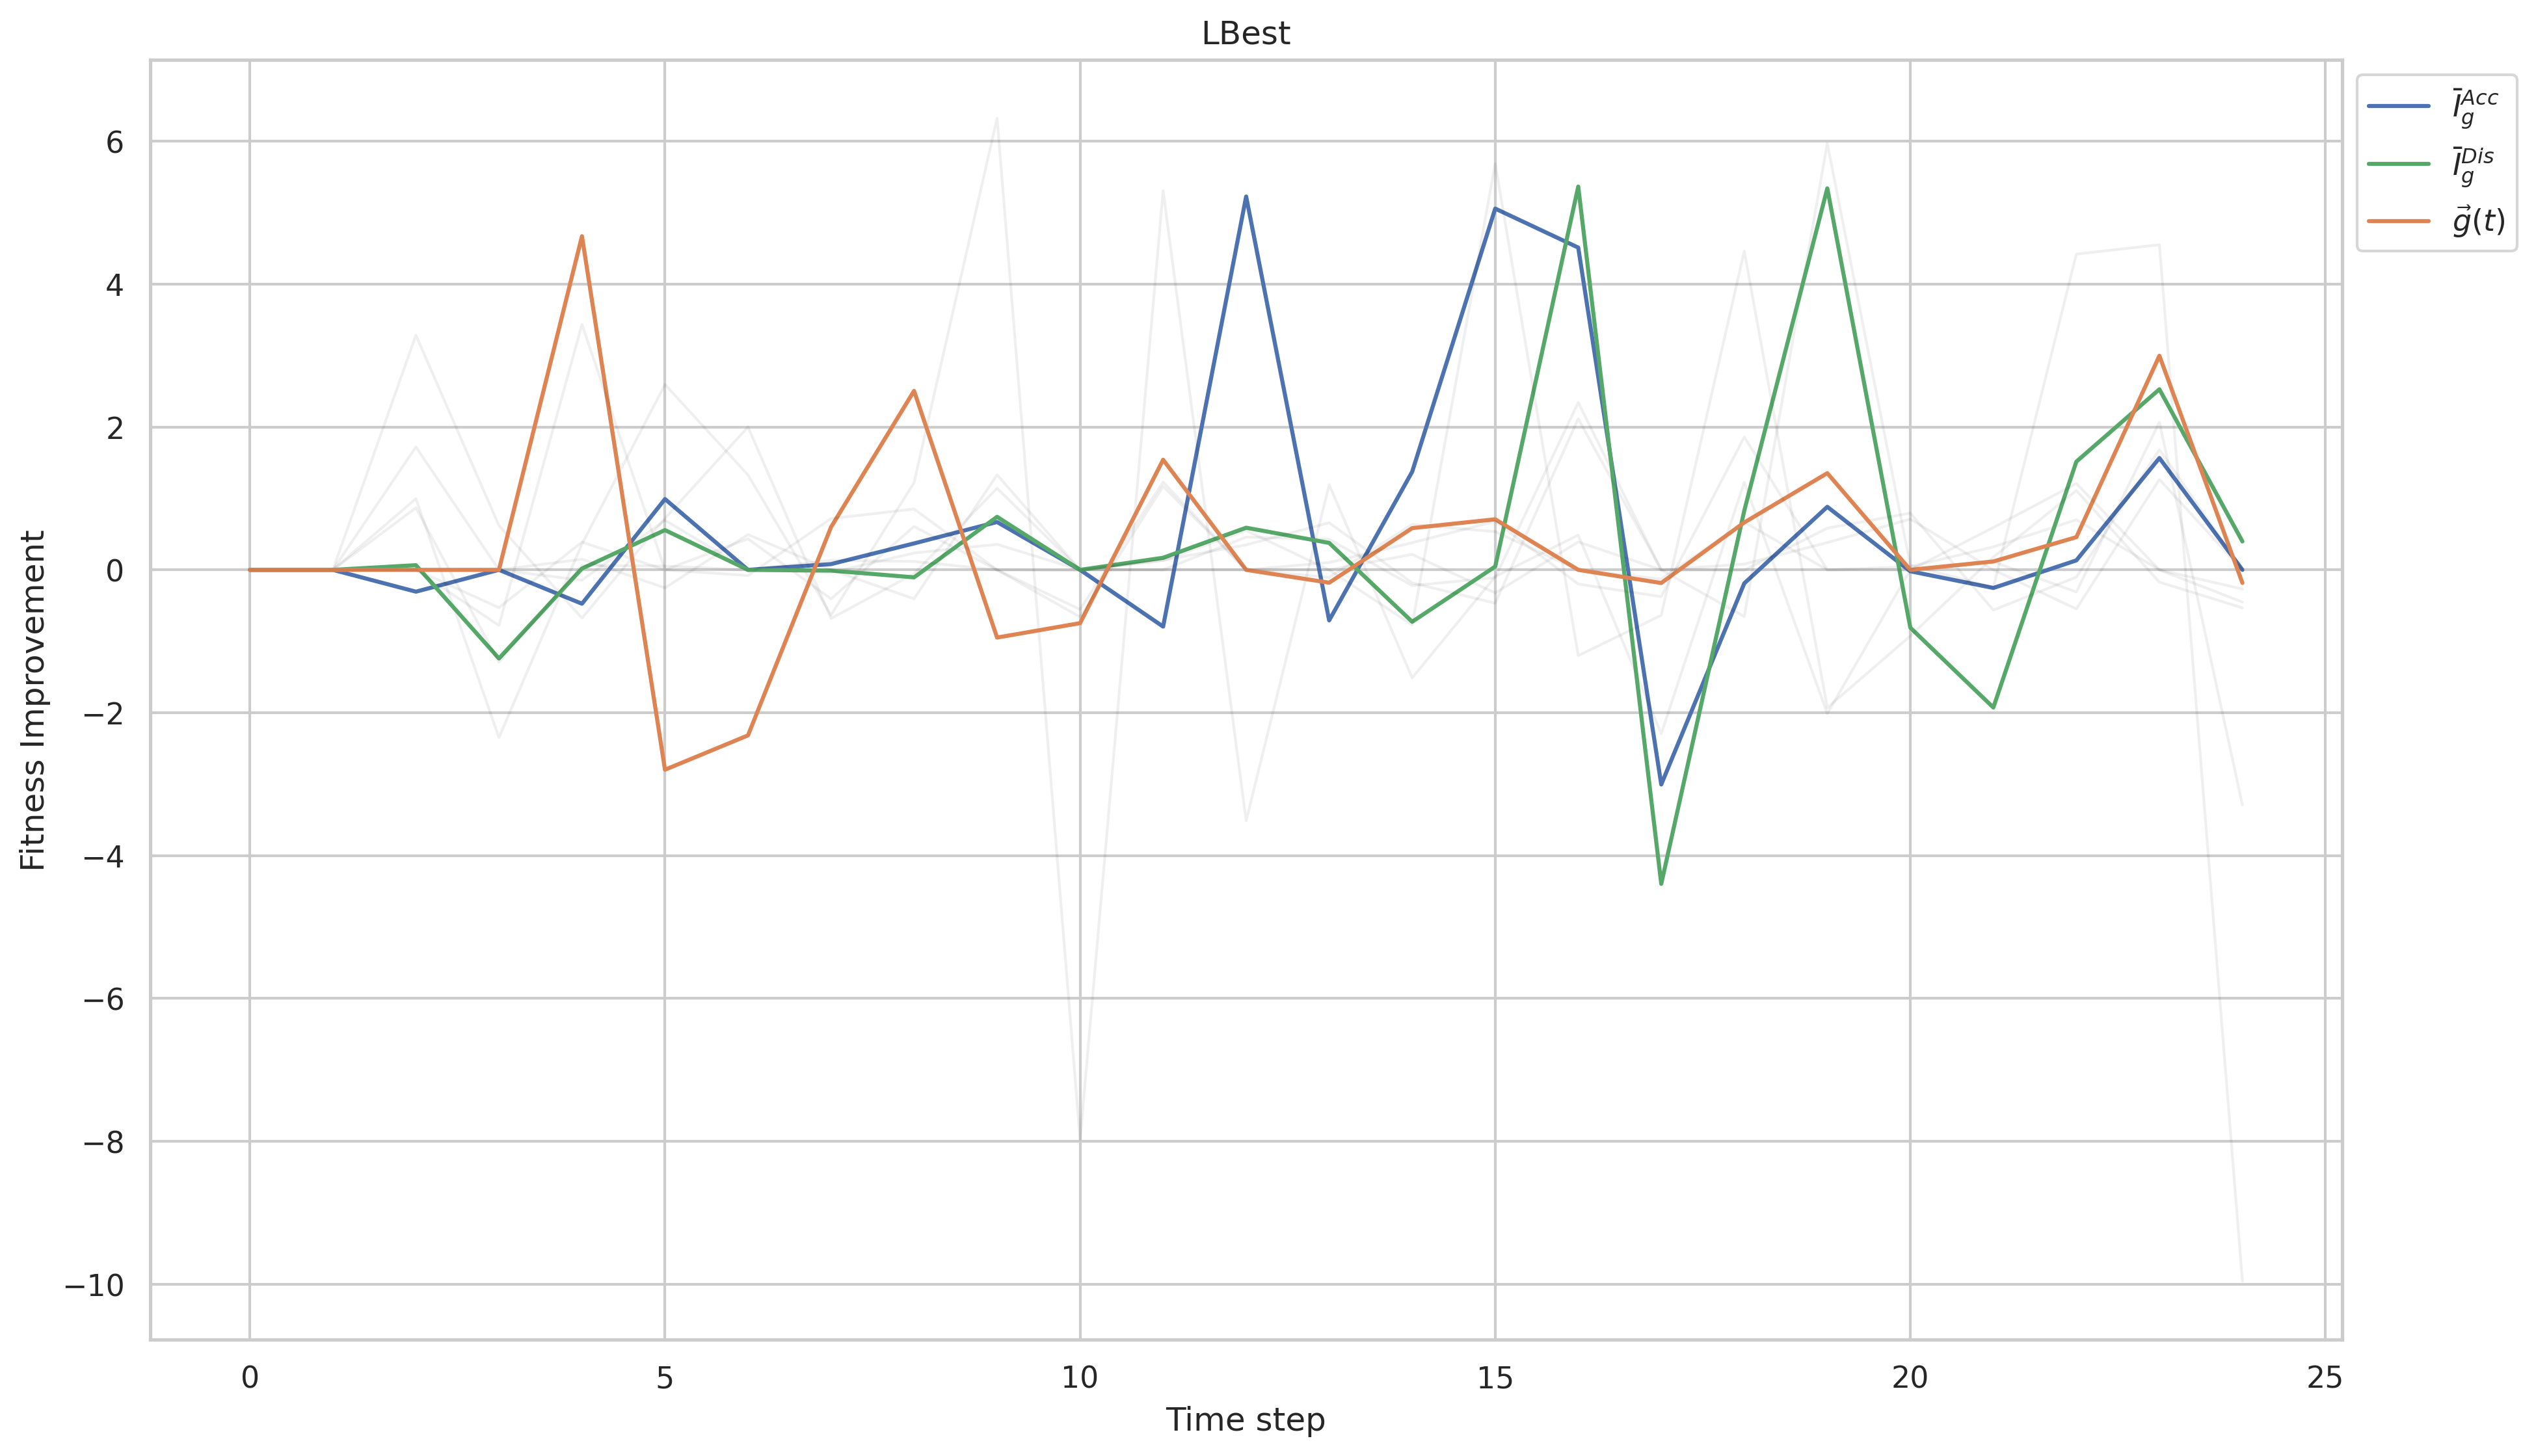 LBest
Fitness Improvement
6
4
2
0
−2
−4
−6
−8
−10
0 5 10 15 20 25
Time step
$\bar{I}_g^{Acc}$
$\bar{I}_g^{Dis}$
$\vec{g}(t)$